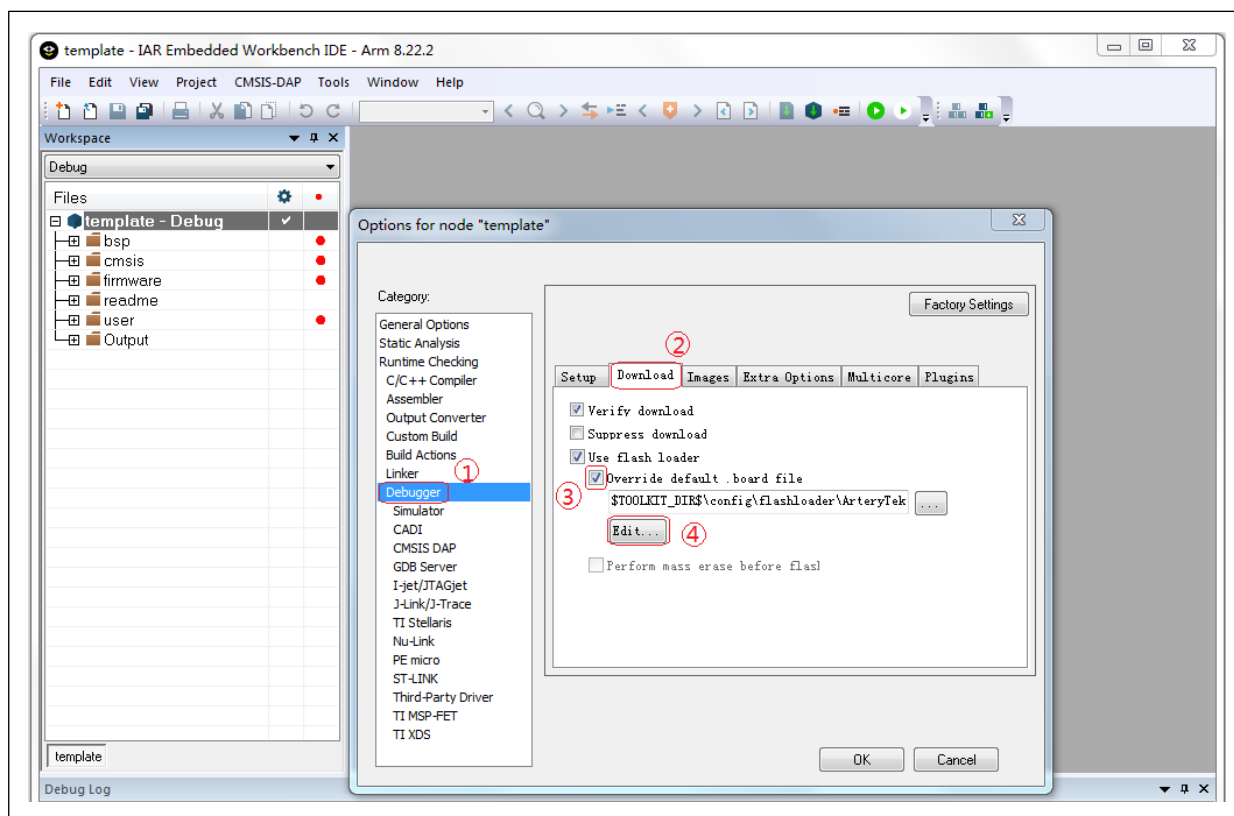 template - IAR Embedded Workbench IDE - Arm 8.22.2
File Edit View Project CMSIS-DAP Tools Window Help
Workspace
Debug
Files
template - Debug
bsp
cmsis
firmware
readme
user
Output
template
Debug Log
Options for node "template"
Category:
General Options
Static Analysis
Runtime Checking
C/C++ Compiler
Assembler
Output Converter
Custom Build
Build Actions
Linker
①
Debugger
Simulator
CADI
CMSIS DAP
GDB Server
I-jet/JTAGjet
J-Link/J-Trace
TI Stellaris
Nu-Link
PE micro
ST-LINK
Third-Party Driver
TI MSP-FET
TI XDS
Factory Settings
②
Setup Download Images Extra Options Multicore Plugins
Verify download
Suppress download
Use flash loader
Override default .board file
③
$TOOLKIT_DIR$\config\flashloader\ArteryTek ...
Edit... ④
Perform mass erase before flasl
OK Cancel